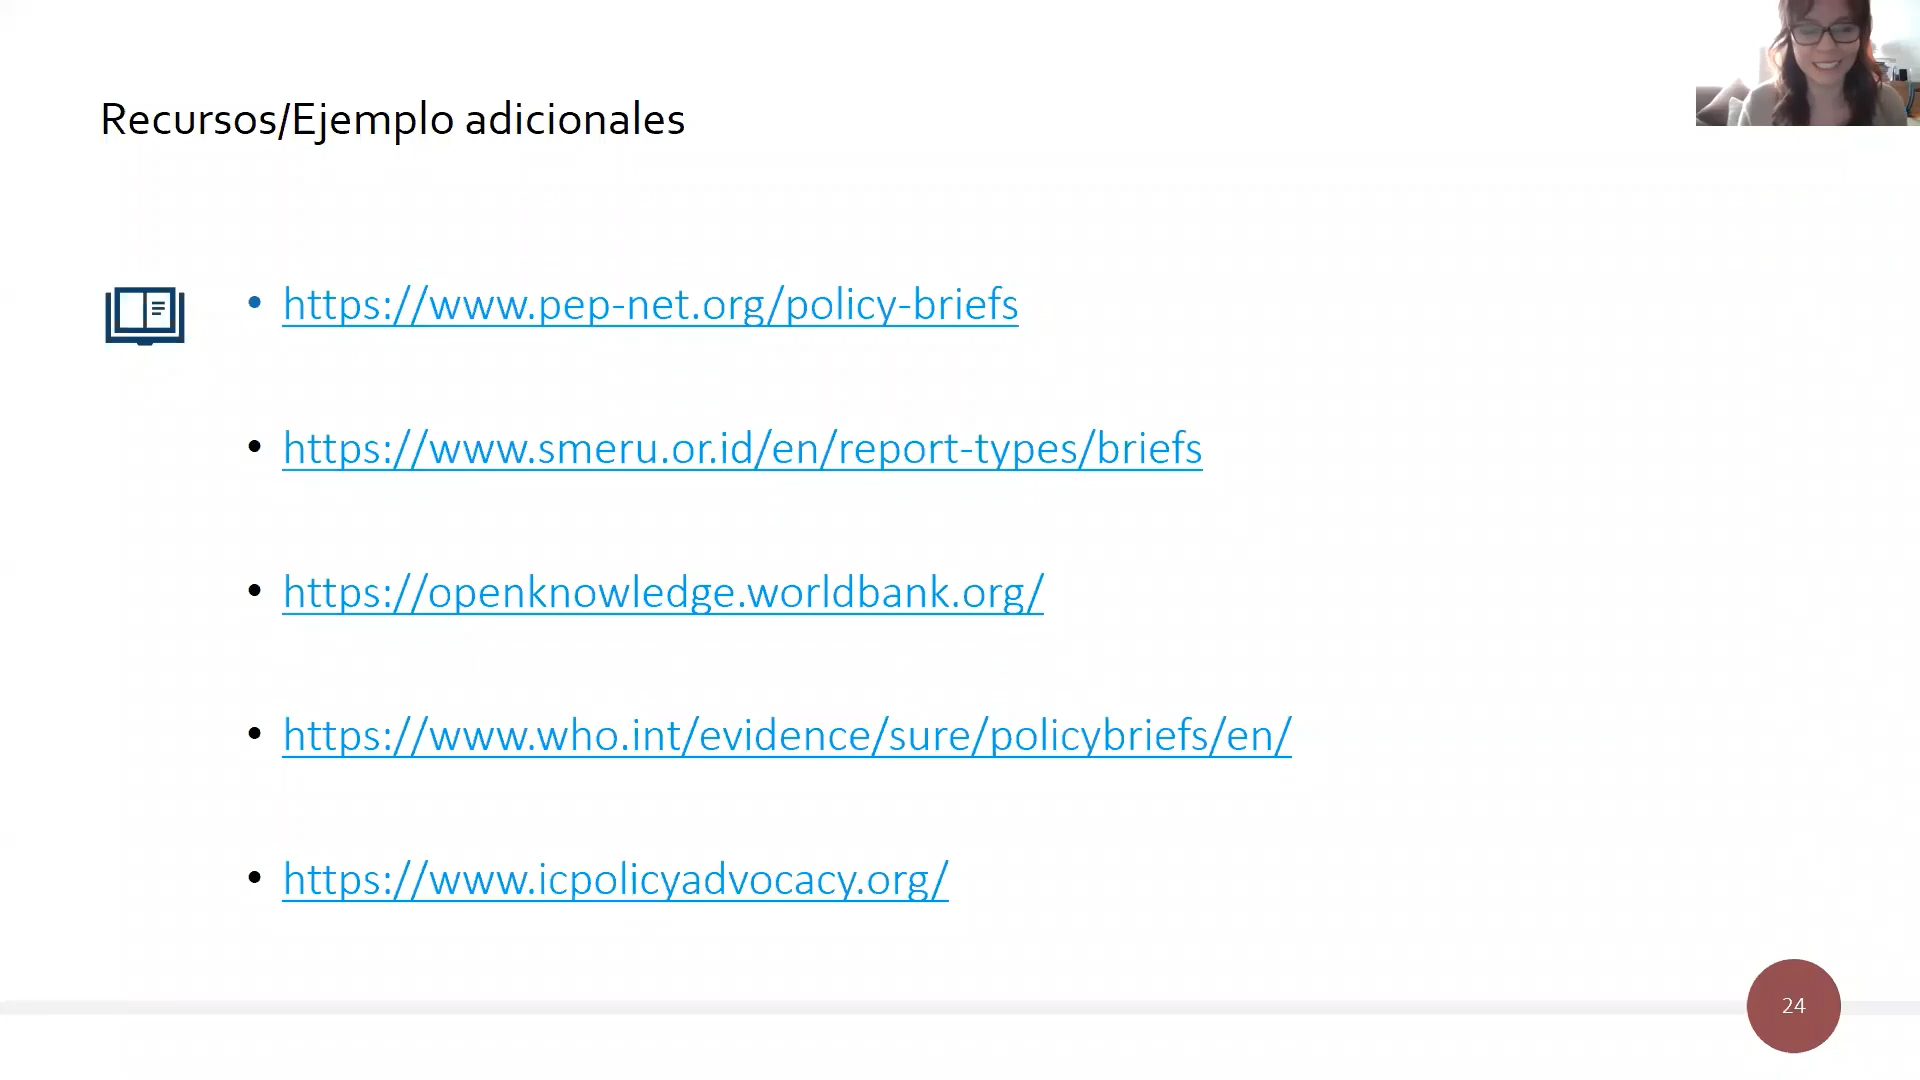 Recursos/Ejemplo adicionales
• https://www.pep-net.org/policy-briefs
• https://www.smeru.or.id/en/report-types/briefs
• https://openknowledge.worldbank.org/
• https://www.who.int/evidence/sure/policybriefs/en/
• https://www.icpolicyadvocacy.org/
24